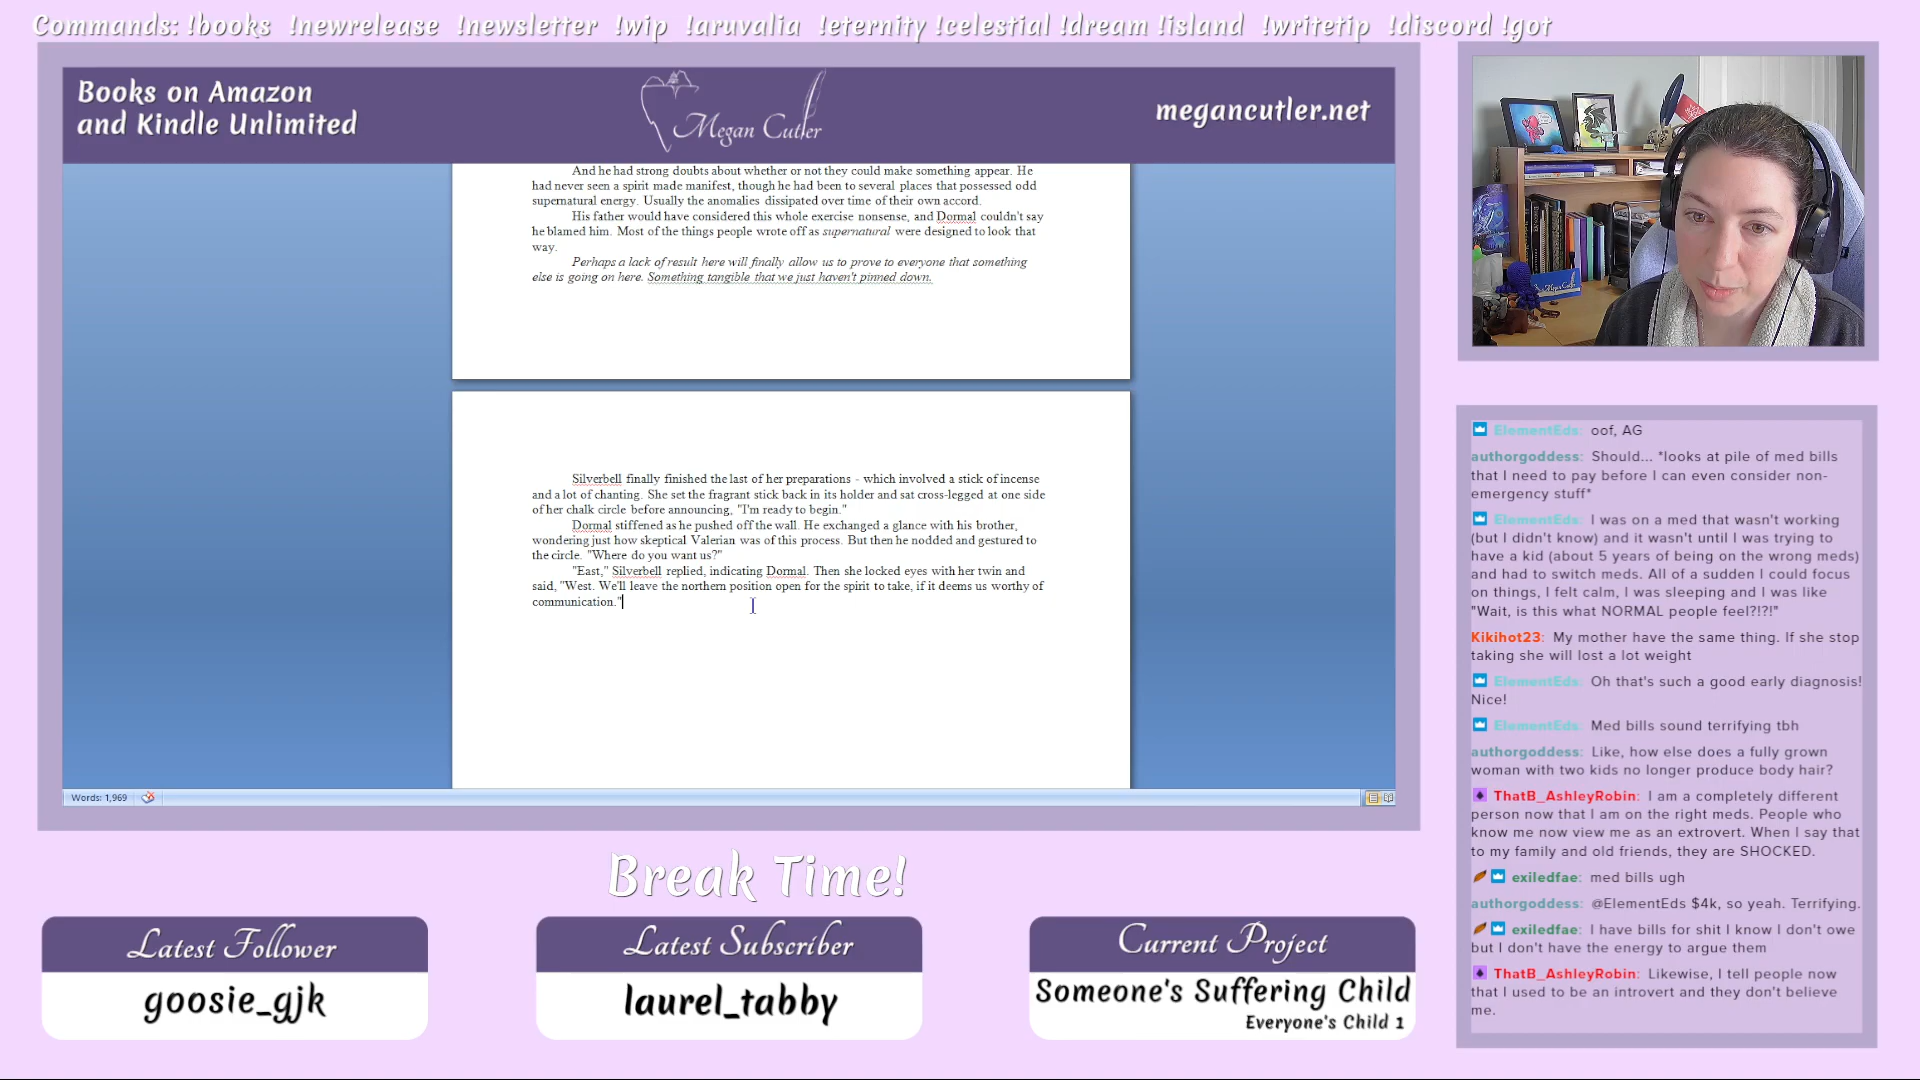 Commands: !books !newrelease !newsletter !wip !aruvalia !eternity !celestial !dream !island !writetip !discord !got
Books on Amazon
and Kindle Unlimited
Megan Cutler
megancutler.net
And he had strong doubts about whether or not they could make something appear. He
had never seen a spirit made manifest, though he had been to several places that possessed odd
supernatural energy. Usually the anomalies dissipated over time of their own accord.
His father would have considered this whole exercise nonsense, and Dormal couldn't say
he blamed him. Most of the things people wrote off as supernatural were designed to look that
way.
Perhaps a lack of result here will finally allow us to prove to everyone that something
else is going on here. Something tangible that we just haven't pinned down.
Silverbell finally finished the last of her preparations - which involved a stick of incense
and a lot of chanting. She set the fragrant stick back in its holder and sat cross-legged at one side
of her chalk circle before announcing, "I'm ready to begin."
Dormal stiffened as he pushed off the wall. He exchanged a glance with his brother,
wondering just how skeptical Valerian was of this process. But then he nodded and gestured to
the circle. "Where do you want us?"
"East," Silverbell replied, indicating Dormal. Then she locked eyes with her twin and
said, "West. We'll leave the northern position open for the spirit to take, if it deems us worthy of
communication."
Words: 1,969
ElementEds: oof, AG
authorgoddess: Should... *looks at pile of med bills
that I need to pay before I can even consider non-
emergency stuff*
ElementEds: I was on a med that wasn't working
(but I didn't know) and it wasn't until I was trying to
have a kid (about 5 years of being on the wrong meds)
and had to switch meds. All of a sudden I could focus
on things, I felt calm, I was sleeping and I was like
"Wait, is this what NORMAL people feel?!?!"
Kikihot23: My mother have the same thing. If she stop
taking she will lost a lot weight
ElementEds: Oh that's such a good early diagnosis!
Nice!
ElementEds: Med bills sound terrifying tbh
authorgoddess: Like, how else does a fully grown
woman with two kids no longer produce body hair?
ThatB_AshleyRobin: I am a completely different
person now that I am on the right meds. People who
know me now view me as an extrovert. When I say that
to my family and old friends, they are SHOCKED.
exiledfae: med bills ugh
authorgoddess: @ElementEds $4k, so yeah. Terrifying.
exiledfae: I have bills for shit I know I don't owe
but I don't have the energy to argue them
ThatB_AshleyRobin: Likewise, I tell people now
that I used to be an introvert and they don't believe
me.
Break Time!
Latest Follower
goosie_gjk
Latest Subscriber
laurel_tabby
Current Project
Someone's Suffering Child
Everyone's Child 1